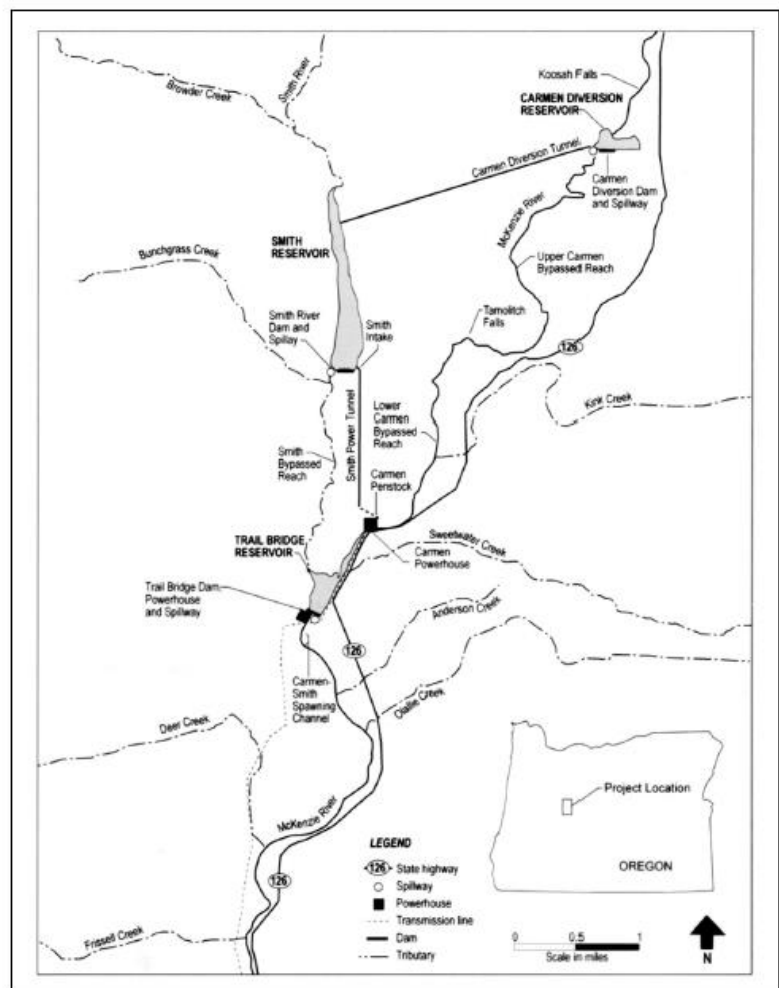 Koosah Falls
CARMEN DIVERSION
RESERVOIR
Smith River
Browder Creek
Carmen Diversion Tunnel
Carmen
Diversion Dam
and Spillway
McKenzie River
Upper Carmen
Bypassed Reach
SMITH
RESERVOIR
Bunchgrass Creek
Smith River
Dam and
Spillay
Smith
Intake
Tamolitch
Falls
126
Kink Creek
Lower
Carmen
Bypassed
Reach
Smith Power Tunnel
Smith
Bypassed
Reach
Carmen
Penstock
TRAIL BRIDGE
RESERVOIR
Carmen
Powerhouse
Sweetwater Creek
Trail Bridge Dam,
Powerhouse
and Spillway
Anderson Creek
126
Carmen-
Smith
Spawning
Channel
Olallie Creek
Deer Creek
McKenzie River
Project Location
OREGON
LEGEND
126 State highway
Spillway
Powerhouse
Transmission line
Dam
Tributary
126
Frissell Creek
0 0.5 1
Scale in miles
N